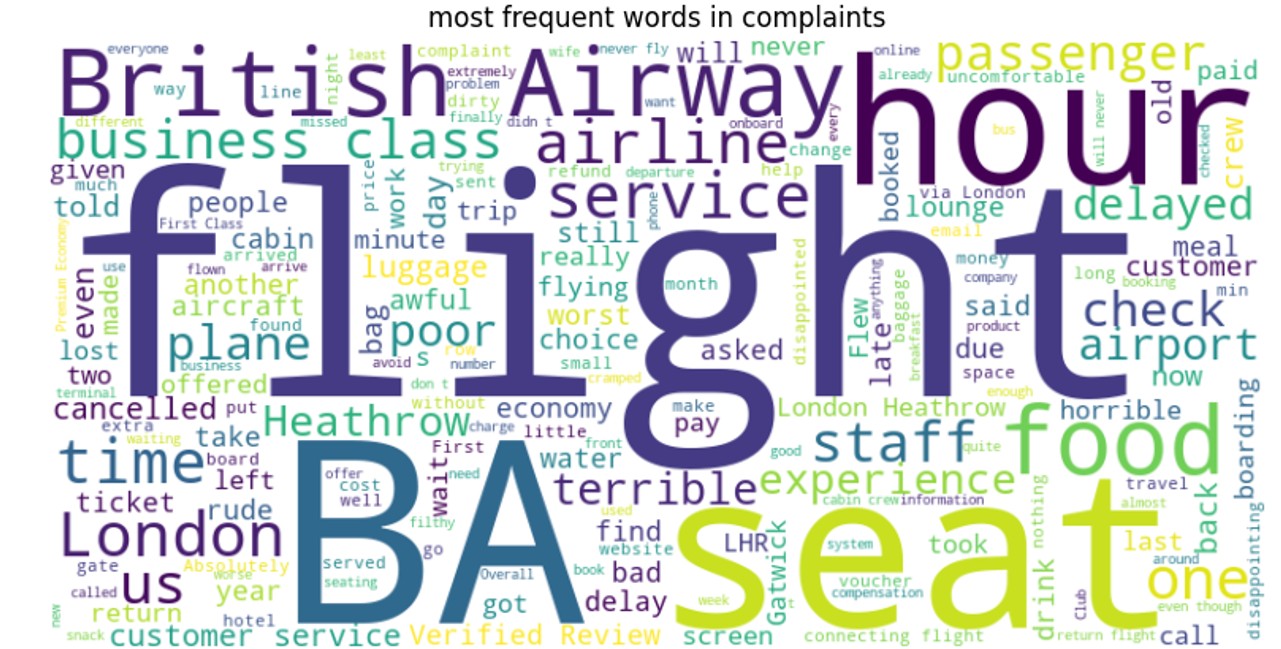 most frequent words in complaints
everyone
least
complaint
wife
never fly
will
never
online
passenger
British Airway
hour
way
line
night
extremely
problem
want
already
uncomfortable
paid
dirty
finally
didn t
onboard
every
old
different
missed
business class
airline
change
booked
bus
will never
checked
crew
given
much
told
people
price
work
day
trying
sent
refund
departure
help
service
phone
via London
lounge
delayed
First Class
trip
email
flight
cabin
minute
still
arrived
really
luggage
flown
arrive
another
aircraft
awful
flying
month
disappointed
anything
money
company
long
booking
meal
customer
min
Premium Economy
even
use
made
bag
worst
Flew
late
baggage
breakfast
said
product
check
found
plane
poor
choice
asked
due
airport
lost
business
avoid
s
row
number
small
space
two
terminal
offered
don t
cramped
enough
now
cancelled
put
without
economy
make
London Heathrow
horrible
extra
Heathrow
charge
little
pay
waiting
take
First
front
good
staff
quite
food
boarding
time
board
left
offer
cost
well
wait
need
water
terrible
experience
cabin crew
information
travel
almost
back
ticket
rude
filthy
used
find
nothing
London
BA
go
website
LHR
Gatwick
system
took
last
gate
Absolutely
worse
served
seating
Overall
book
bad
seat
voucher
compensation
drink
around
one
disappointing
called
us
year
got
delay
week
t
Club
even though
new
return
hotel
snack
customer service
Verified Review
screen
connecting flight
return flight
call